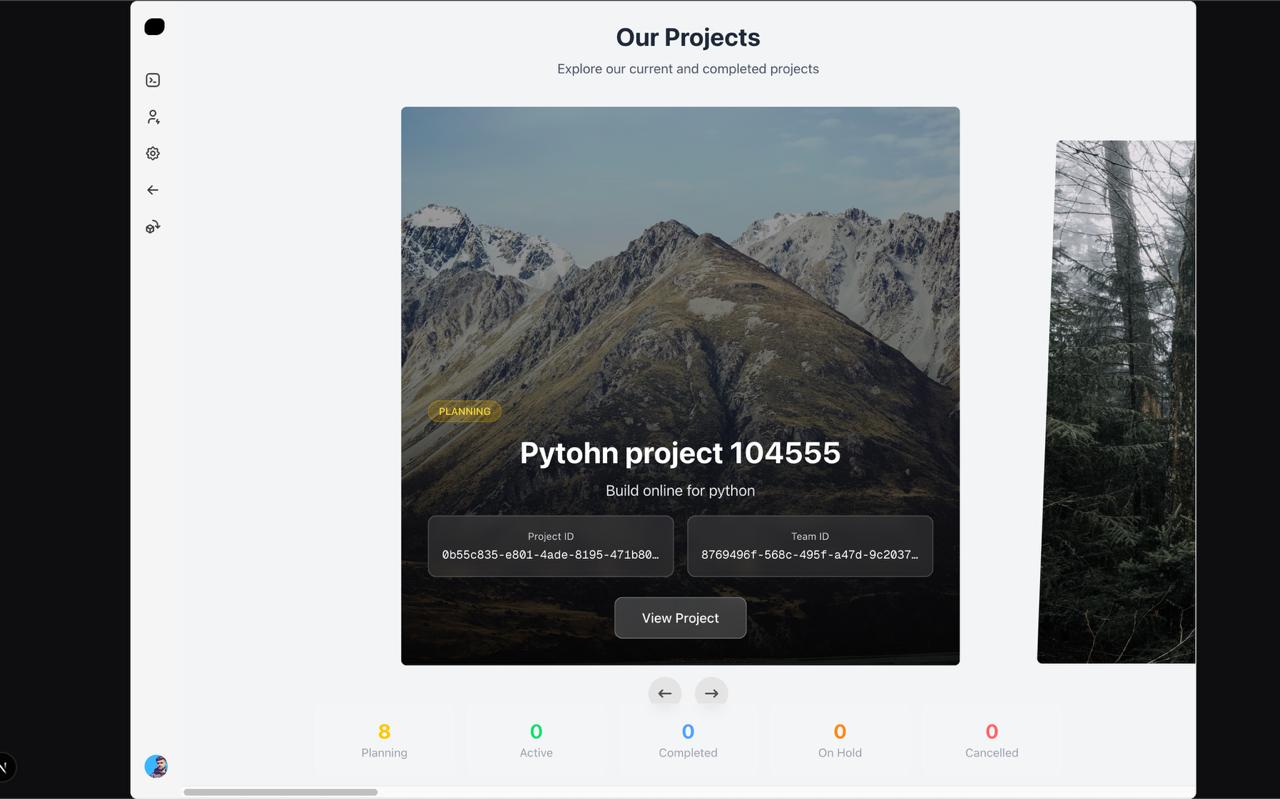 Our Projects
Explore our current and completed projects
PLANNING
Pytohn project 104555
Build online for python
Project ID
0b55c835-e801-4ade-8195-471b80…
Team ID
8769496f-568c-495f-a47d-9c2037…
View Project
8
Planning
0
Active
0
Completed
0
On Hold
0
Cancelled
N